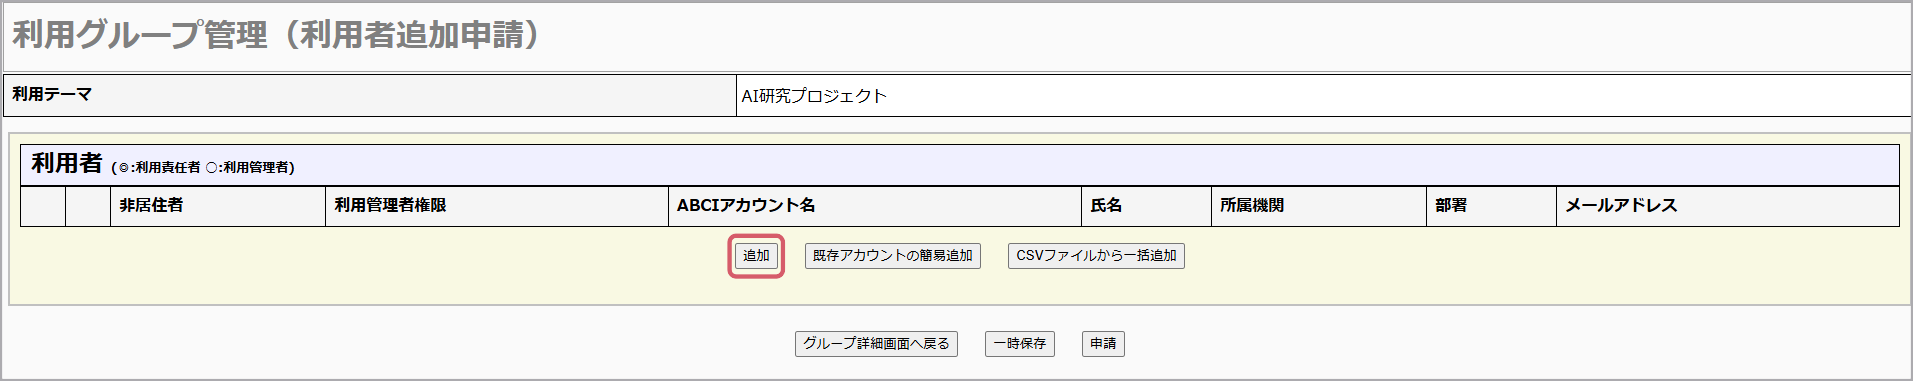 利用グループ管理（利用者追加申請）
利用テーマ AI研究プロジェクト
利用者 (◎:利用責任者 ○:利用管理者)
非居住者 利用管理者権限 ABCIアカウント名 氏名 所属機関 部署 メールアドレス
追加 既存アカウントの簡易追加 CSVファイルから一括追加
グループ詳細画面へ戻る 一時保存 申請